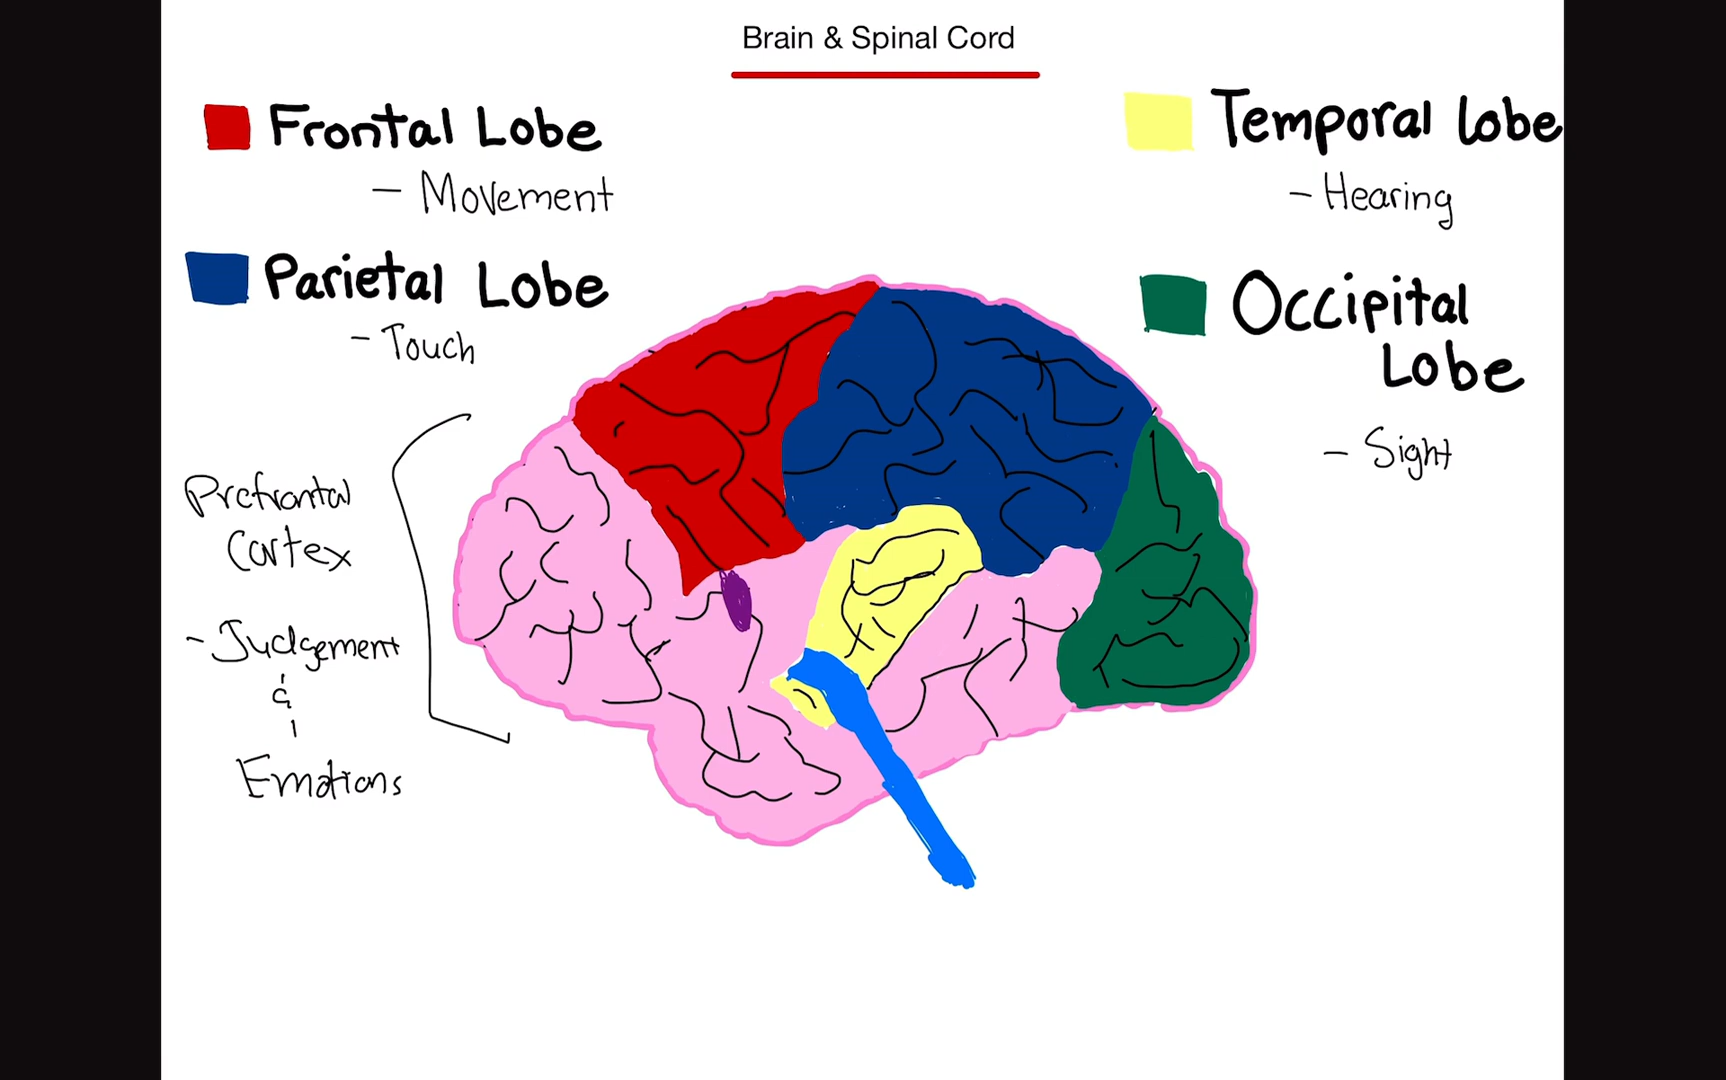 Brain & Spinal Cord
Frontal Lobe
- Movement
Parietal Lobe
- Touch
Prefrontal
Cortex
- Judgement
&
Emotions
Temporal lobe
- Hearing
Occipital
Lobe
- Sight